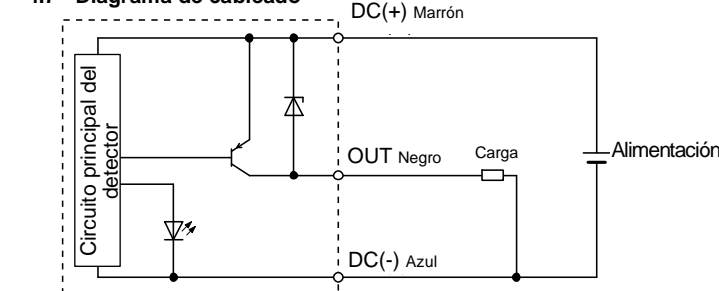 Diagrama de cableado
DC(+) Marrón
Circuito principal del
detector
OUT Negro
Carga
Alimentación
DC(-) Azul